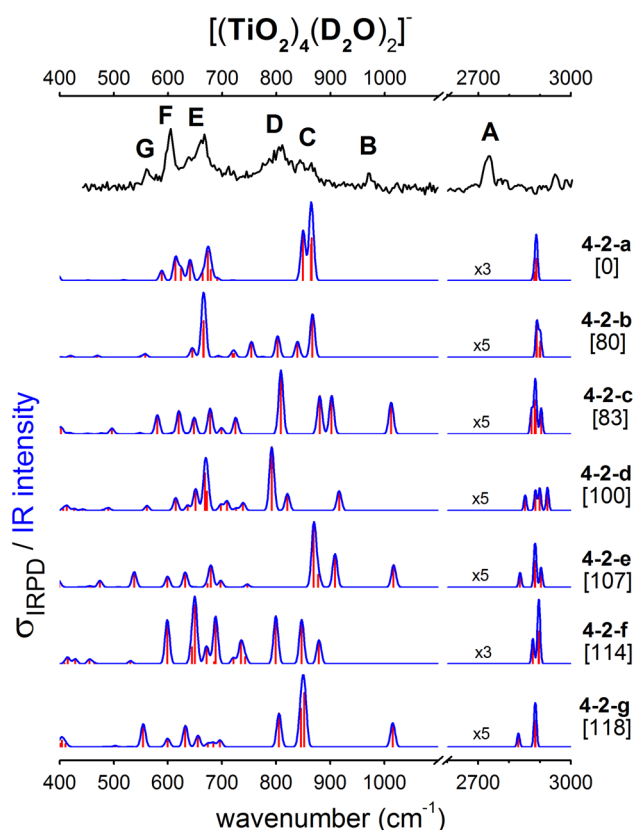 [(TiO₂)₄(D₂O)₂]⁻
400 500 600 700 800 900 1000 2700 3000
G F E D C B A
4-2-a
[0]
x3
4-2-b
[80]
x5
4-2-c
[83]
x5
4-2-d
[100]
x5
4-2-e
[107]
x5
4-2-f
[114]
x3
4-2-g
[118]
x5
σIRPD / IR intensity
400 500 600 700 800 900 1000 2700 3000
wavenumber (cm⁻¹)